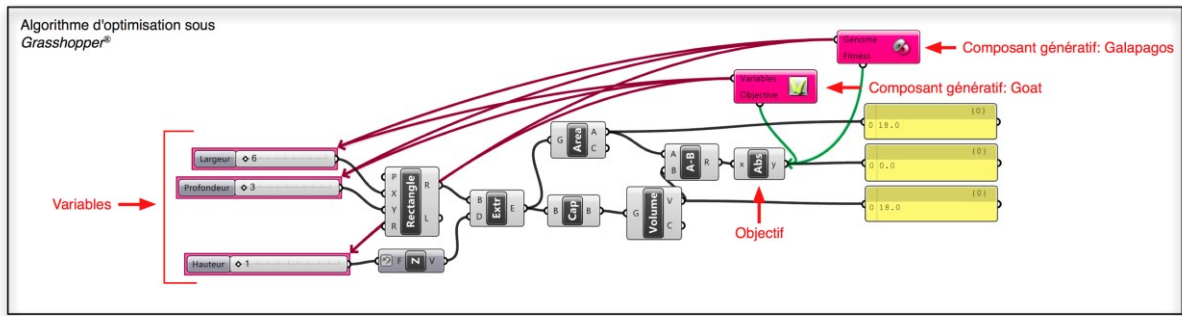 Algorithme d'optimisation sous
Grasshopper®
Genome
Fitness
Composant génératif: Galapagos
Variables
Objective
Composant génératif: Goat
{0}
0 18.0
{0}
0 0.0
{0}
0 18.0
G
Area
A
C
A
B
A-B
R
x
Abs
y
Objectif
Variables
Largeur
6
Profondeur
3
Hauteur
1
P
X
Y
R
Rectangle
R
L
B
D
Extr
E
B
Cap
B
G
Volume
V
C
F
Z
V